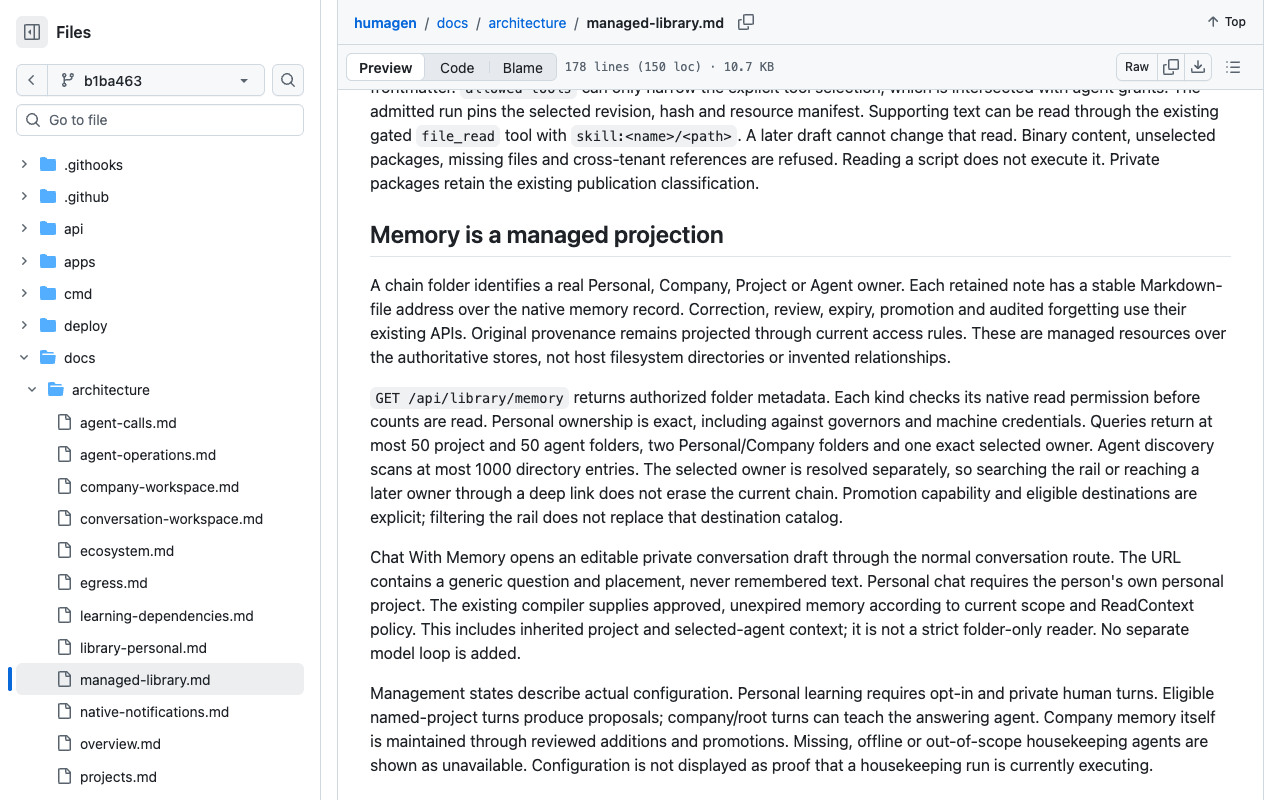 Files
b1ba463
Go to file
.githooks
.github
api
apps
cmd
deploy
docs
architecture
agent-calls.md
agent-operations.md
company-workspace.md
conversation-workspace.md
ecosystem.md
egress.md
learning-dependencies.md
library-personal.md
managed-library.md
native-notifications.md
overview.md
projects.md
humagen / docs / architecture / managed-library.md
Top
Preview Code Blame 178 lines (150 loc) · 10.7 KB
Raw
frontmatter. allowed-tools can only narrow the explicit tool selection, which is intersected with agent grants. The
admitted run pins the selected revision, hash and resource manifest. Supporting text can be read through the existing
gated file_read tool with skill:<name>/<path>. A later draft cannot change that read. Binary content, unselected
packages, missing files and cross-tenant references are refused. Reading a script does not execute it. Private
packages retain the existing publication classification.
Memory is a managed projection
A chain folder identifies a real Personal, Company, Project or Agent owner. Each retained note has a stable Markdown-
file address over the native memory record. Correction, review, expiry, promotion and audited forgetting use their
existing APIs. Original provenance remains projected through current access rules. These are managed resources over
the authoritative stores, not host filesystem directories or invented relationships.
GET /api/library/memory returns authorized folder metadata. Each kind checks its native read permission before
counts are read. Personal ownership is exact, including against governors and machine credentials. Queries return at
most 50 project and 50 agent folders, two Personal/Company folders and one exact selected owner. Agent discovery
scans at most 1000 directory entries. The selected owner is resolved separately, so searching the rail or reaching a
later owner through a deep link does not erase the current chain. Promotion capability and eligible destinations are
explicit; filtering the rail does not replace that destination catalog.
Chat With Memory opens an editable private conversation draft through the normal conversation route. The URL
contains a generic question and placement, never remembered text. Personal chat requires the person's own personal
project. The existing compiler supplies approved, unexpired memory according to current scope and ReadContext
policy. This includes inherited project and selected-agent context; it is not a strict folder-only reader. No separate
model loop is added.
Management states describe actual configuration. Personal learning requires opt-in and private human turns. Eligible
named-project turns produce proposals; company/root turns can teach the answering agent. Company memory itself
is maintained through reviewed additions and promotions. Missing, offline or out-of-scope housekeeping agents are
shown as unavailable. Configuration is not displayed as proof that a housekeeping run is currently executing.